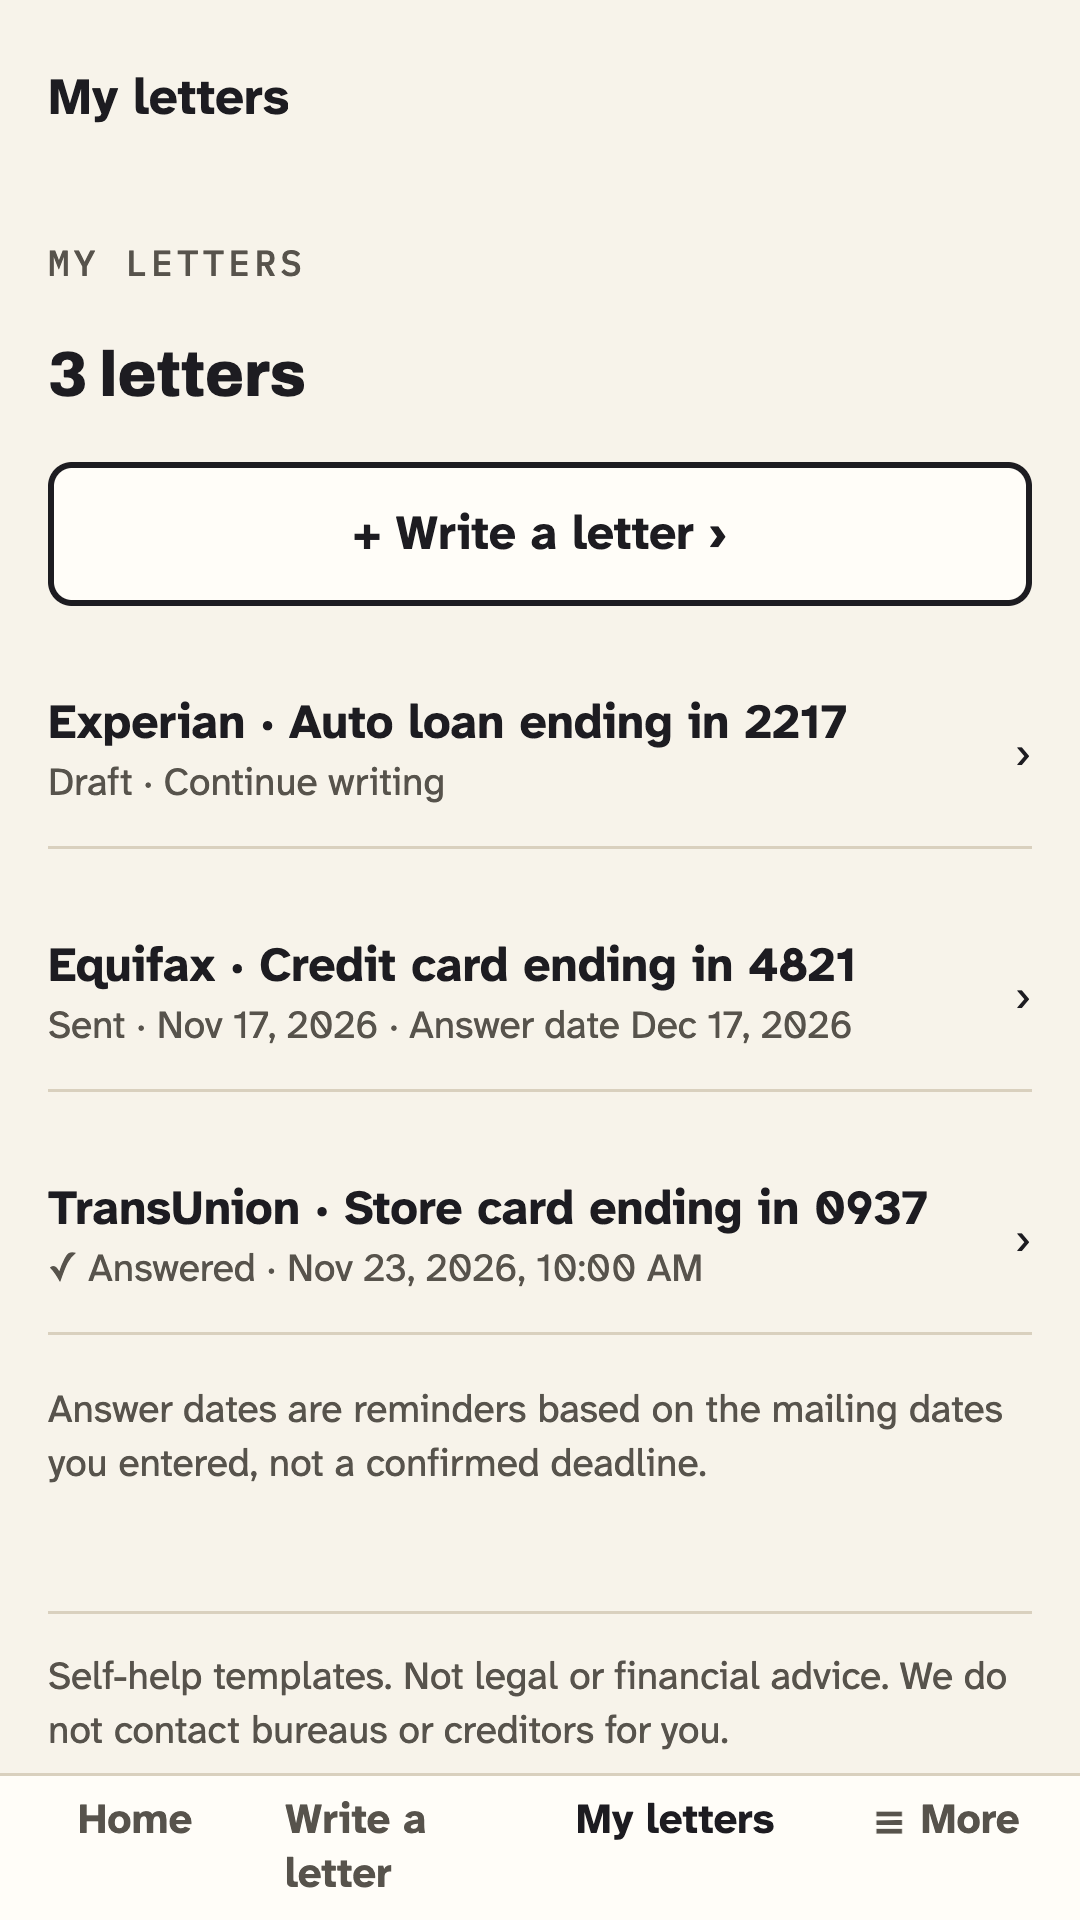 My letters
MY LETTERS
3 letters
+ Write a letter ›
Experian · Auto loan ending in 2217
Draft · Continue writing
›
Equifax · Credit card ending in 4821
Sent · Nov 17, 2026 · Answer date Dec 17, 2026
›
TransUnion · Store card ending in 0937
✓ Answered · Nov 23, 2026, 10:00 AM
›
Answer dates are reminders based on the mailing dates
you entered, not a confirmed deadline.
Self-help templates. Not legal or financial advice. We do
not contact bureaus or creditors for you.
Home
Write a
letter
My letters
≡ More